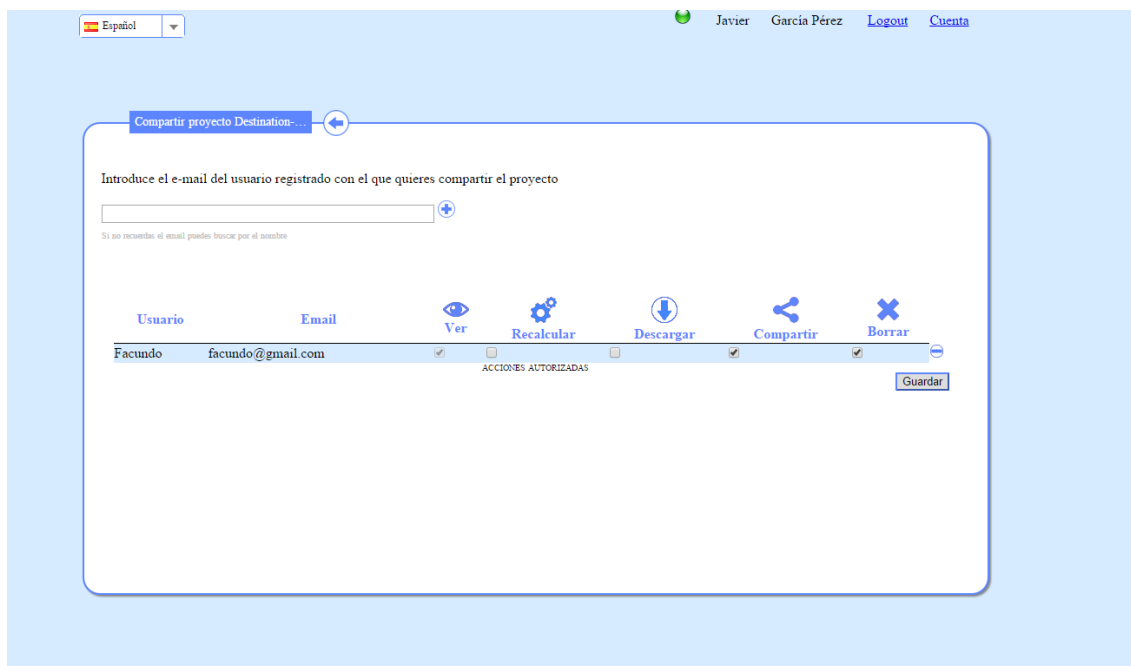 Español
Javier García Pérez Logout Cuenta
Compartir proyecto Destination-...
Introduce el e-mail del usuario registrado con el que quieres compartir el proyecto
Si no recuerdas el email puedes buscar por el nombre
Usuario Email Ver Recalcular Descargar Compartir Borrar
Facundo facundo@gmail.com
ACCIONES AUTORIZADAS
Guardar